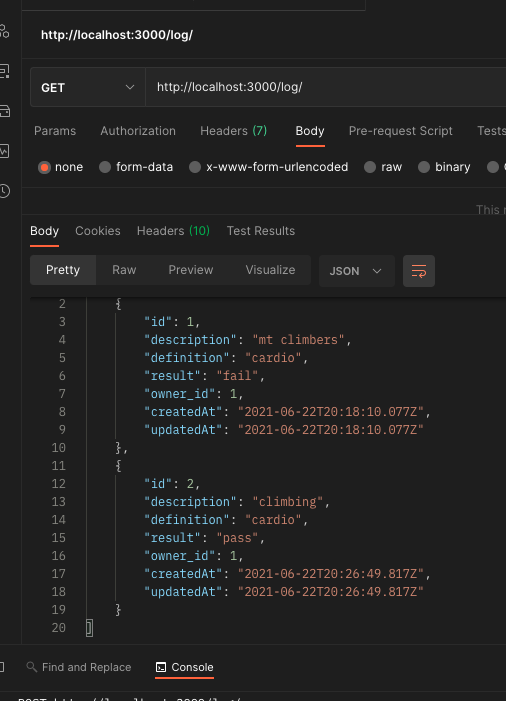 http://localhost:3000/log/
GET http://localhost:3000/log/
Params Authorization Headers (7) Body Pre-request Script Tests
none form-data x-www-form-urlencoded raw binary
This
Body Cookies Headers (10) Test Results
Pretty Raw Preview Visualize JSON
2 {
3 "id": 1,
4 "description": "mt climbers",
5 "definition": "cardio",
6 "result": "fail",
7 "owner_id": 1,
8 "createdAt": "2021-06-22T20:18:10.077Z",
9 "updatedAt": "2021-06-22T20:18:10.077Z"
10 },
11 {
12 "id": 2,
13 "description": "climbing",
14 "definition": "cardio",
15 "result": "pass",
16 "owner_id": 1,
17 "createdAt": "2021-06-22T20:26:49.817Z",
18 "updatedAt": "2021-06-22T20:26:49.817Z"
19 }
20 ]
Find and Replace Console